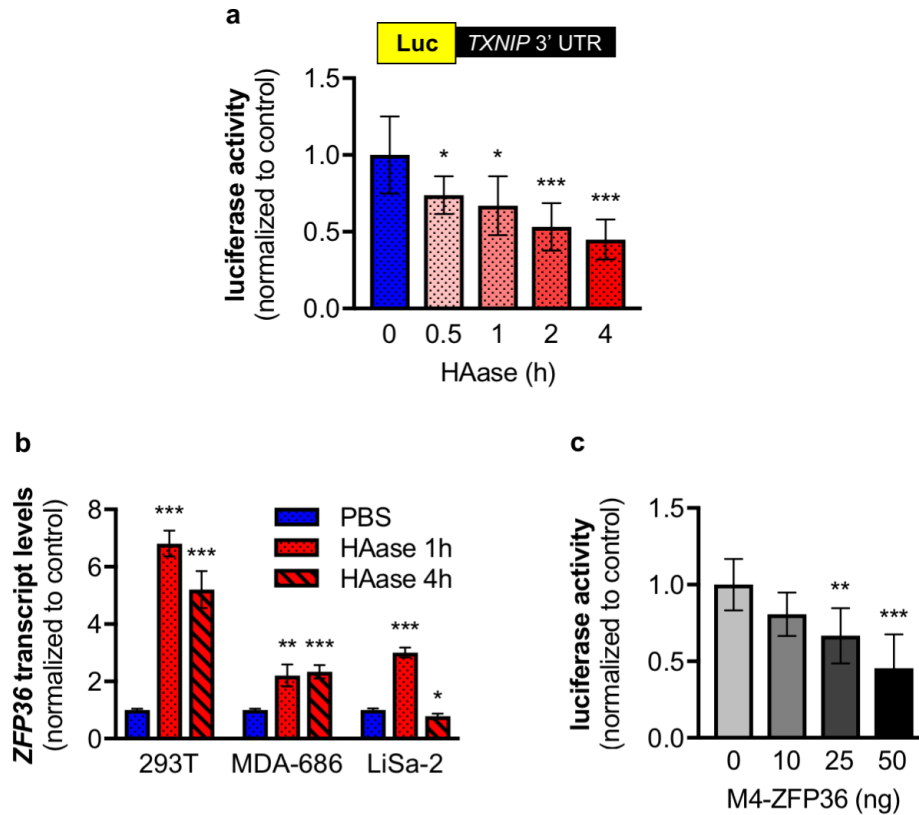 a
Luc TXNIP 3’ UTR
luciferase activity
(normalized to control)
1.5
1.0
0.5
0.0
* * *** ***
0 0.5 1 2 4
HAase (h)
b
ZFP36 transcript levels
(normalized to control)
8
6
4
2
0
*** *** ** *** *** *
PBS
HAase 1h
HAase 4h
293T MDA-686 LiSa-2
c
luciferase activity
(normalized to control)
1.5
1.0
0.5
0.0
** ***
0 10 25 50
M4-ZFP36 (ng)